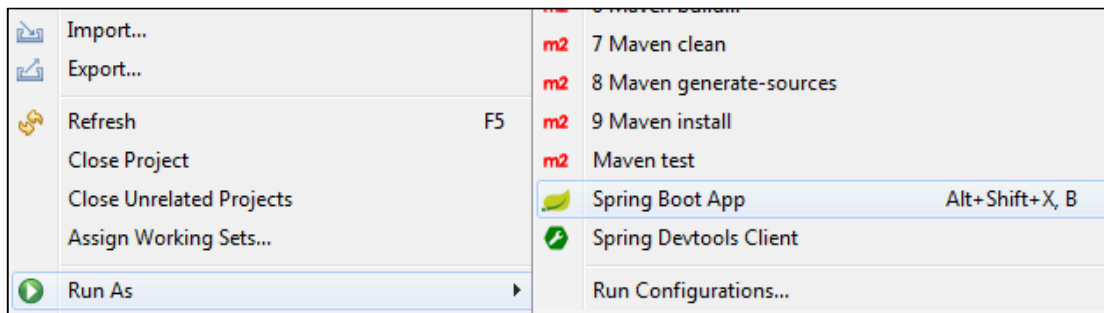 Import...
Export...
Refresh F5
Close Project
Close Unrelated Projects
Assign Working Sets...
Run As
m2 7 Maven clean
m2 8 Maven generate-sources
m2 9 Maven install
m2 Maven test
Spring Boot App Alt+Shift+X, B
Spring Devtools Client
Run Configurations...